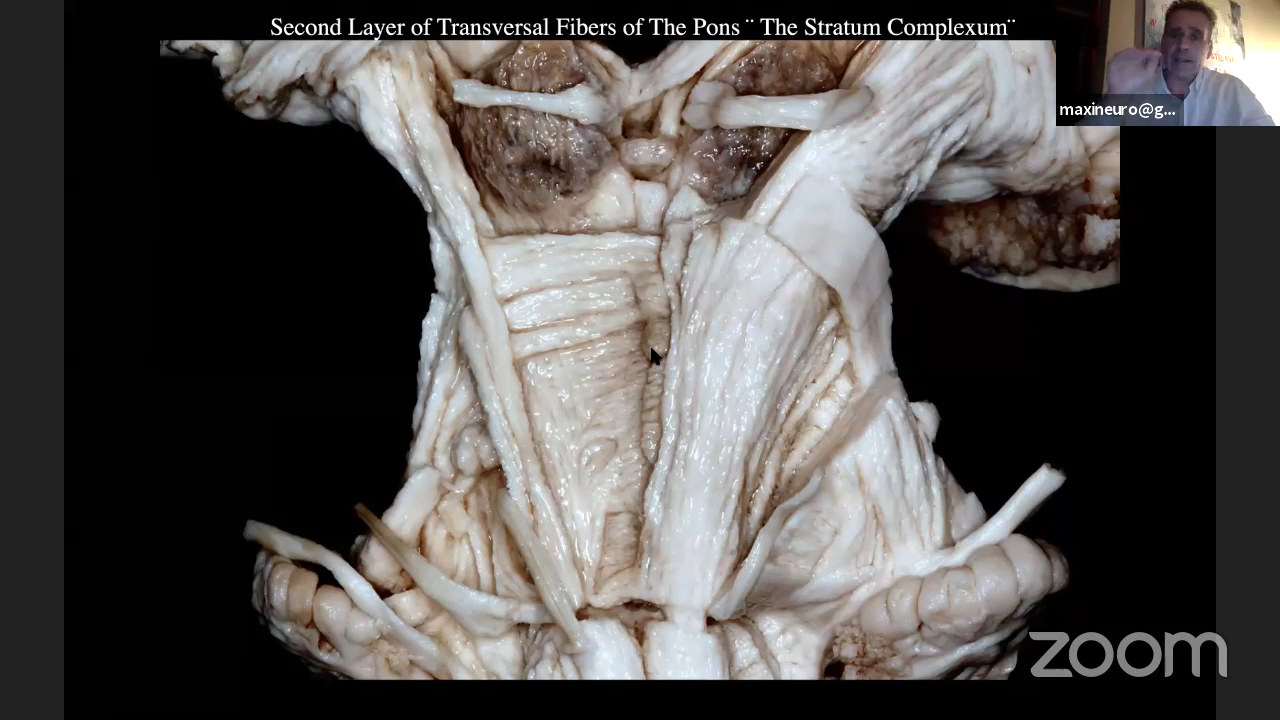 Second Layer of Transversal Fibers of The Pons ¨ The Stratum Complexum¨
maxineuro@g...
zoom